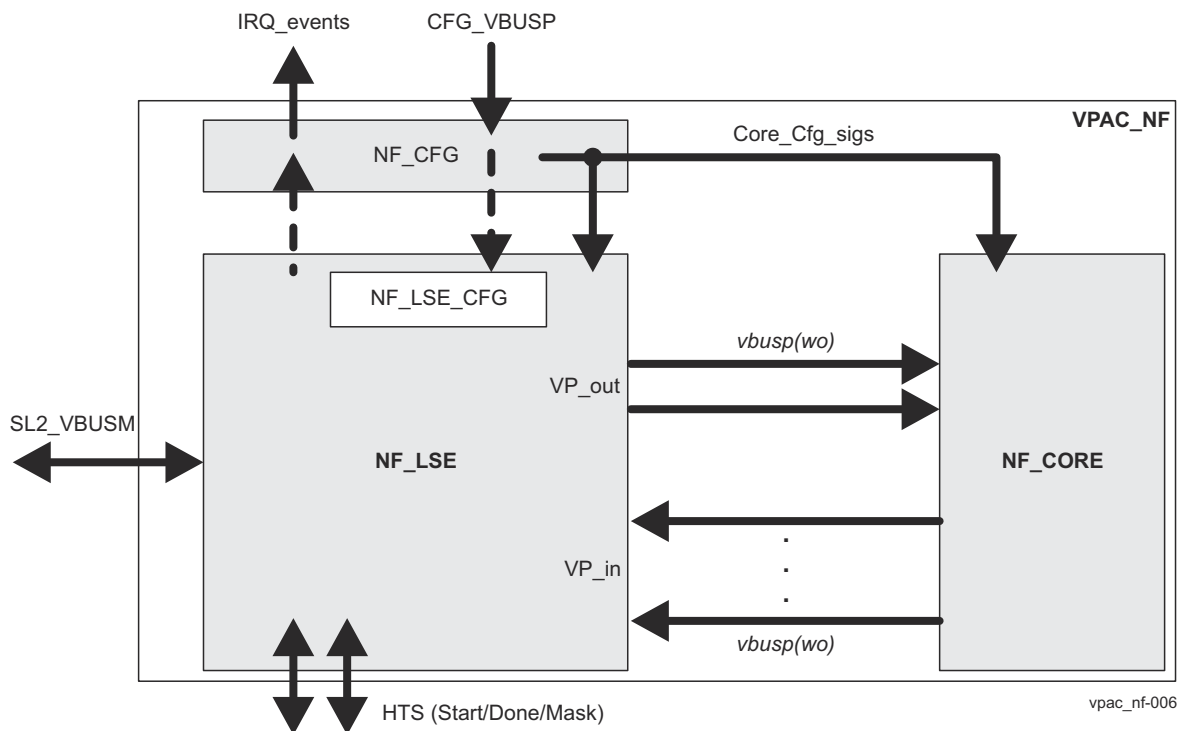 IRQ_events
CFG_VBUSP
VPAC_NF
Core_Cfg_sigs
NF_CFG
NF_LSE_CFG
vbusp(wo)
VP_out
SL2_VBUSM
NF_LSE
NF_CORE
VP_in
vbusp(wo)
HTS (Start/Done/Mask)
vpac_nf-006